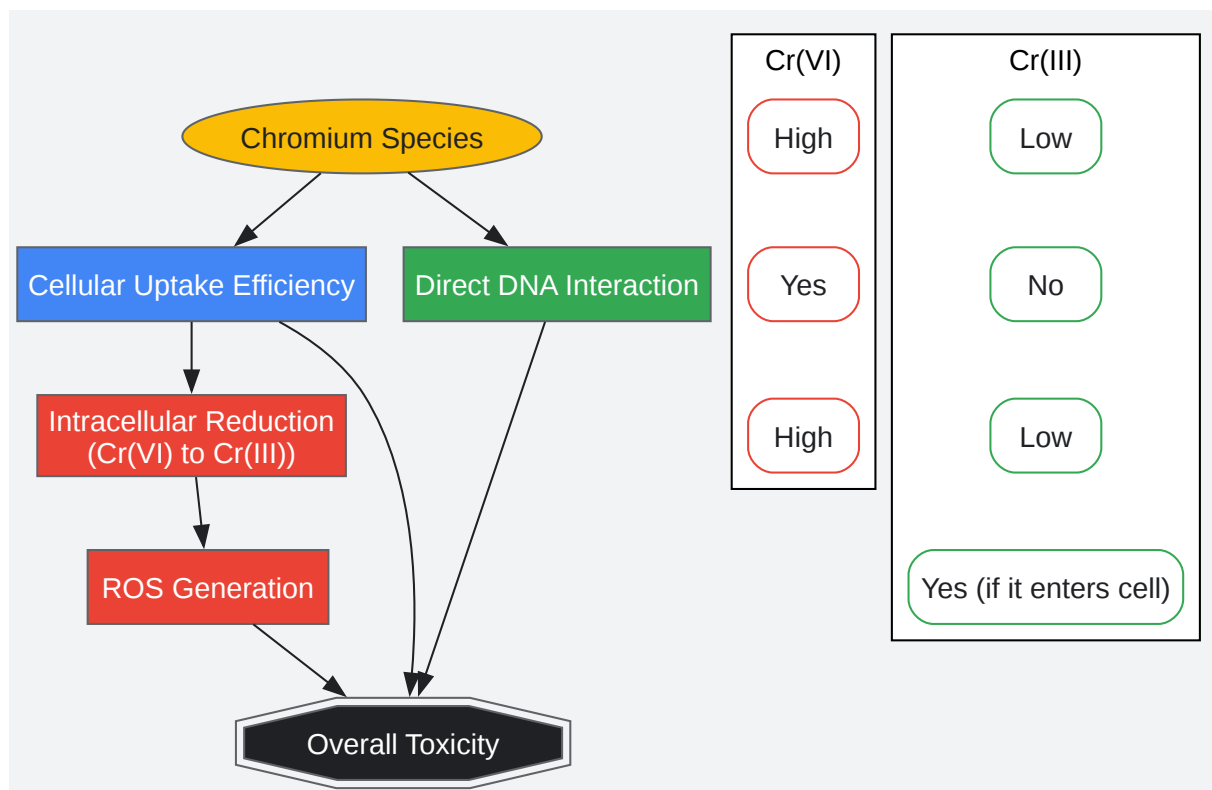 Chromium Species
Cellular Uptake Efficiency
Direct DNA Interaction
Intracellular Reduction
(Cr(VI) to Cr(III))
ROS Generation
Overall Toxicity
Cr(VI)
High
Yes
High
Cr(III)
Low
No
Low
Yes (if it enters cell)